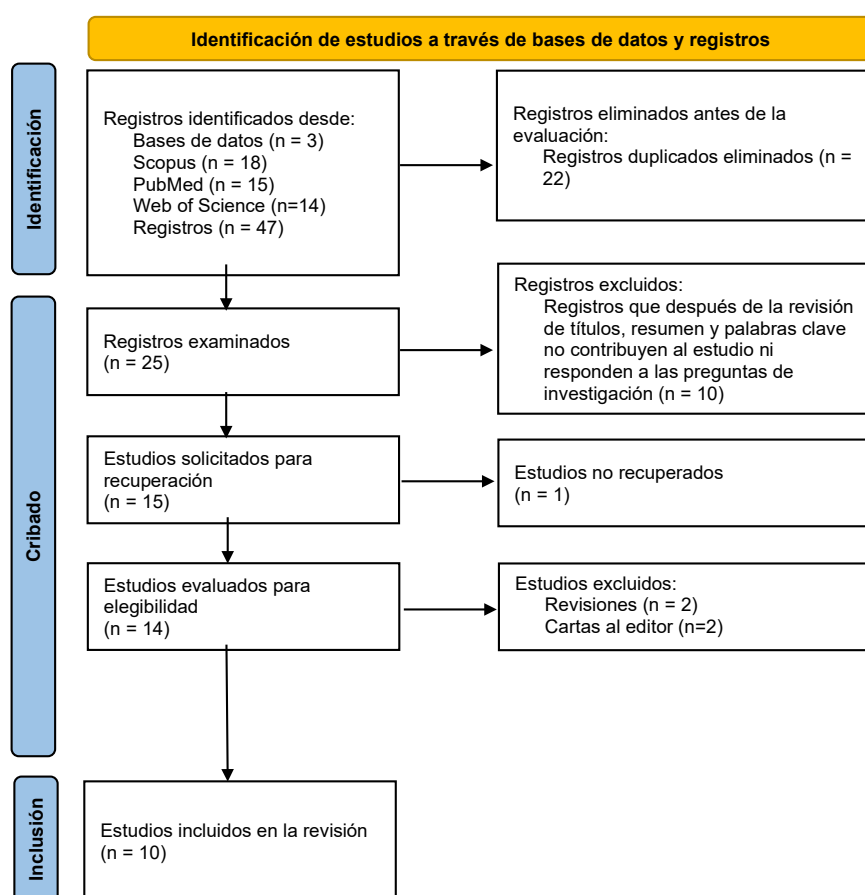 Identificación de estudios a través de bases de datos y registros
Identificación
Registros identificados desde:
Bases de datos (n = 3)
Scopus (n = 18)
PubMed (n = 15)
Web of Science (n=14)
Registros (n = 47)
Registros eliminados antes de la
evaluación:
Registros duplicados eliminados (n =
22)
Cribado
Registros examinados
(n = 25)
Registros excluidos:
Registros que después de la revisión
de títulos, resumen y palabras clave
no contribuyen al estudio ni
responden a las preguntas de
investigación (n = 10)
Estudios solicitados para
recuperación
(n = 15)
Estudios no recuperados
(n = 1)
Estudios evaluados para
elegibilidad
(n = 14)
Estudios excluidos:
Revisiones (n = 2)
Cartas al editor (n=2)
Inclusión
Estudios incluidos en la revisión
(n = 10)